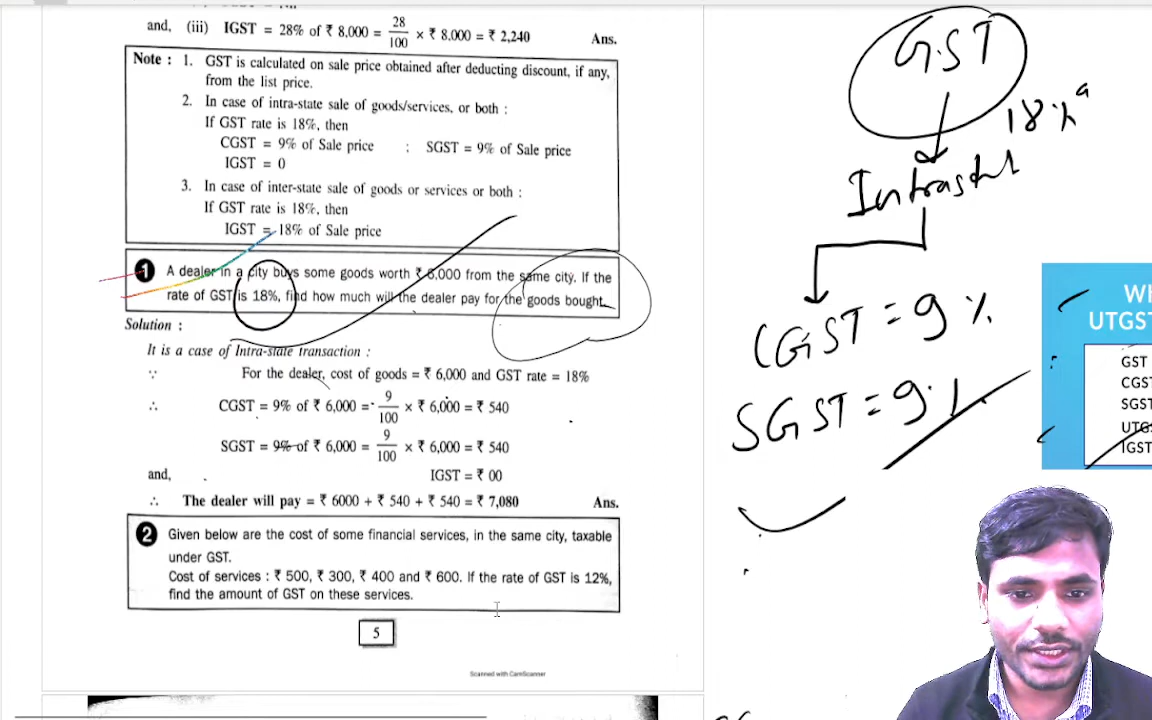 and, (iii) IGST = 28% of ₹ 8,000 = 28/100 × ₹ 8,000 = ₹ 2,240 Ans.
Note : 1. GST is calculated on sale price obtained after deducting discount, if any,
from the list price.
2. In case of intra-state sale of goods/services, or both :
If GST rate is 18%, then
CGST = 9% of Sale price ; SGST = 9% of Sale price
IGST = 0
3. In case of inter-state sale of goods or services or both :
If GST rate is 18%, then
IGST = 18% of Sale price
1 A dealer in a city buys some goods worth ₹ 6,000 from the same city. If the
rate of GST is 18%, find how much will the dealer pay for the goods bought.
Solution :
It is a case of Intra-state transaction :
∵ For the dealer, cost of goods = ₹ 6,000 and GST rate = 18%
∴ CGST = 9% of ₹ 6,000 = 9/100 × ₹ 6,000 = ₹ 540
SGST = 9% of ₹ 6,000 = 9/100 × ₹ 6,000 = ₹ 540
and, IGST = ₹ 00
∴ The dealer will pay = ₹ 6000 + ₹ 540 + ₹ 540 = ₹ 7,080 Ans.
2 Given below are the cost of some financial services, in the same city, taxable
under GST.
Cost of services : ₹ 500, ₹ 300, ₹ 400 and ₹ 600. If the rate of GST is 12%,
find the amount of GST on these services.
5
Scanned with CamScanner
G.ST
18%
CGST = 9%
SGST = 9%
UTGST
GST
CGST
SGST
UTGS
IGST